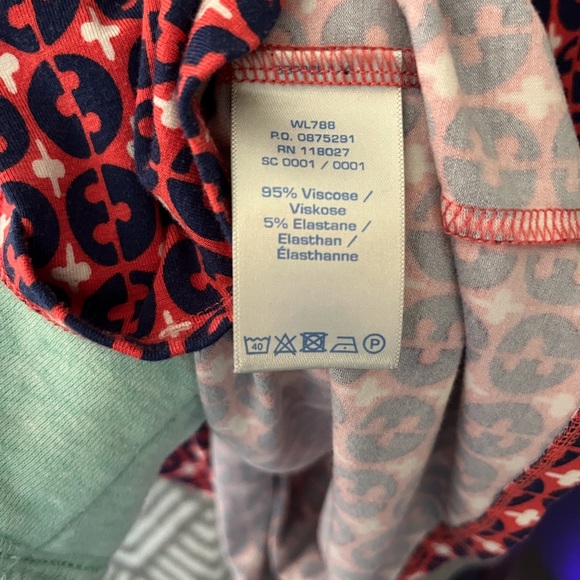 WL788
P.O. 0875291
RN 118027
SC 0001 / 0001
95% Viscose /
Viskose
5% Elastane /
Elasthan /
Élasthanne
40 P